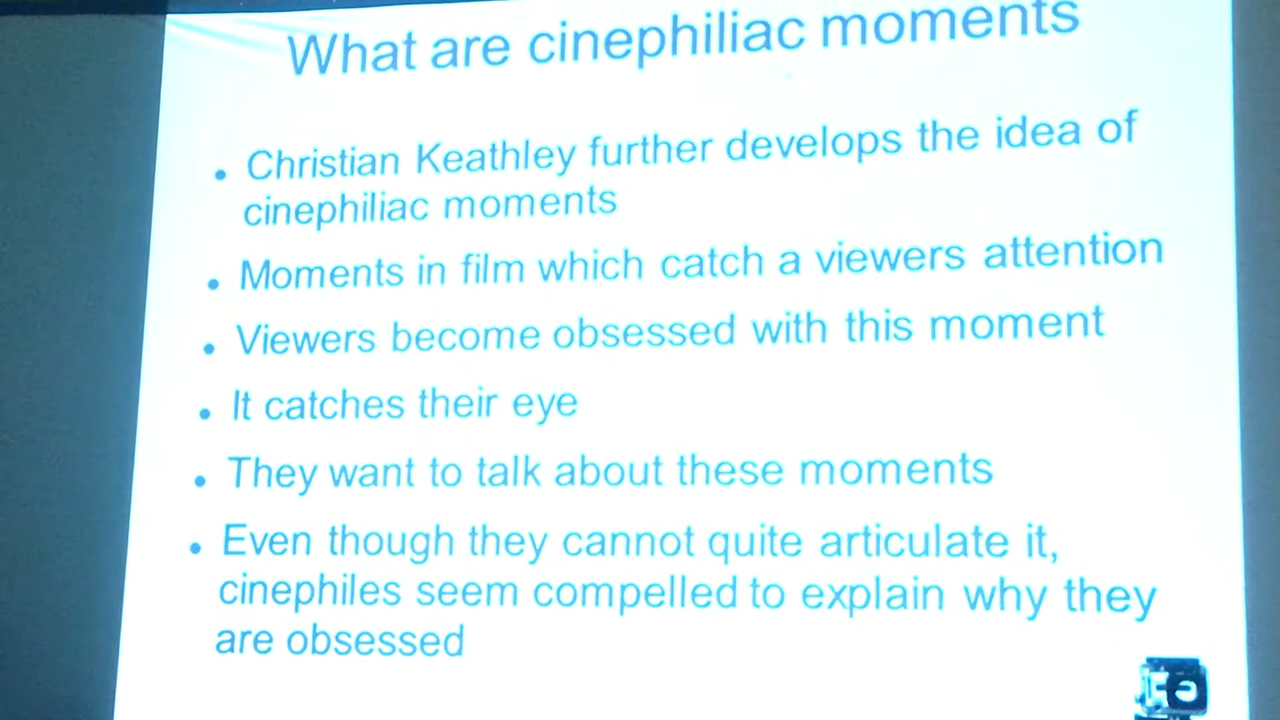 What are cinephiliac moments
• Christian Keathley further develops the idea of
cinephiliac moments
• Moments in film which catch a viewers attention
• Viewers become obsessed with this moment
• It catches their eye
• They want to talk about these moments
• Even though they cannot quite articulate it,
cinephiles seem compelled to explain why they
are obsessed